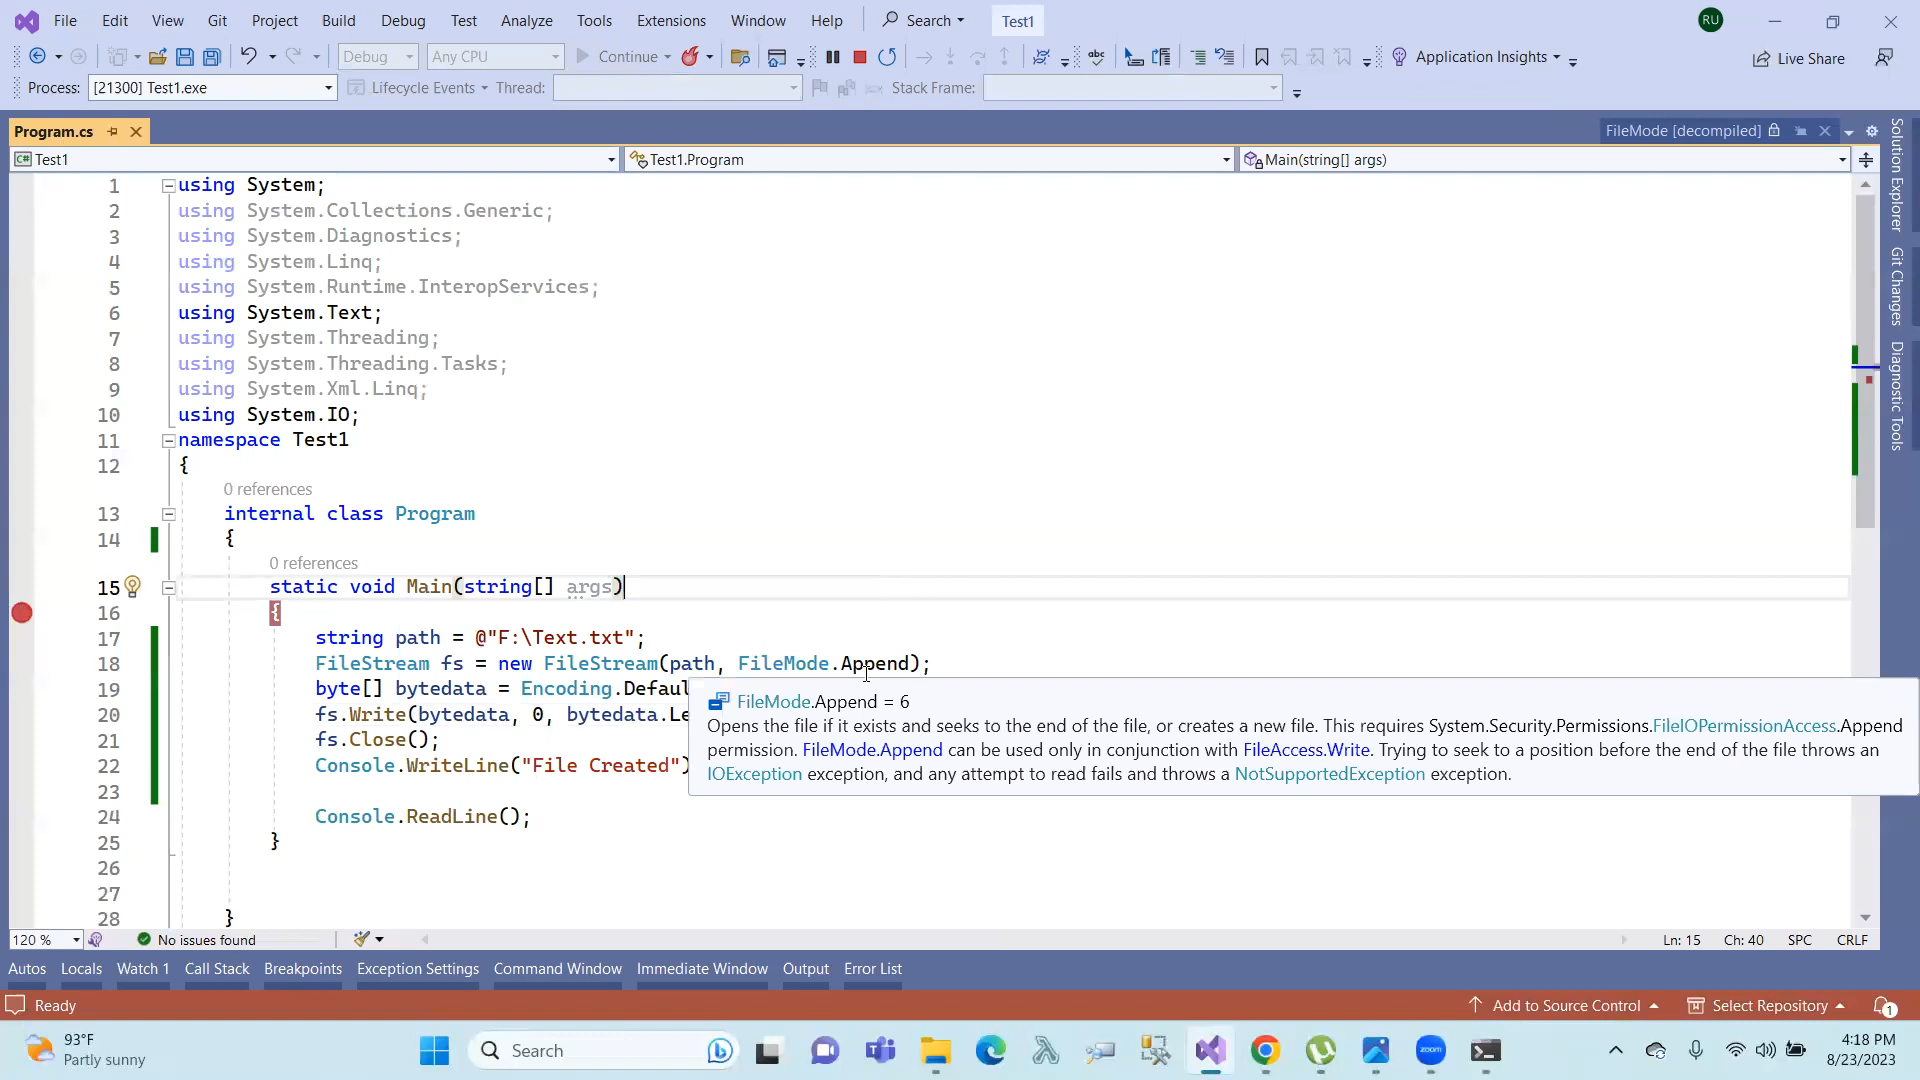 File Edit View Git Project Build Debug Test Analyze Tools Extensions Window Help Search Test1 RU
Debug Any CPU Continue Application Insights Live Share
Process: [21300] Test1.exe Lifecycle Events Thread: Stack Frame:
Program.cs FileMode [decompiled]
Test1 Test1.Program Main(string[] args)
1 using System;
2 using System.Collections.Generic;
3 using System.Diagnostics;
4 using System.Linq;
5 using System.Runtime.InteropServices;
6 using System.Text;
7 using System.Threading;
8 using System.Threading.Tasks;
9 using System.Xml.Linq;
10 using System.IO;
11 namespace Test1
12 {
0 references
13 internal class Program
14 {
0 references
15 static void Main(string[] args)
16 {
17 string path = @"F:\Text.txt";
18 FileStream fs = new FileStream(path, FileMode.Append);
19 byte[] bytedata = Encoding.Defaul
20 fs.Write(bytedata, 0, bytedata.Le
21 fs.Close();
22 Console.WriteLine("File Created")
23
24 Console.ReadLine();
25 }
26
27
28 }
FileMode.Append = 6
Opens the file if it exists and seeks to the end of the file, or creates a new file. This requires System.Security.Permissions.FileIOPermissionAccess.Append
permission. FileMode.Append can be used only in conjunction with FileAccess.Write. Trying to seek to a position before the end of the file throws an
IOException exception, and any attempt to read fails and throws a NotSupportedException exception.
Solution Explorer
Git Changes
Diagnostic Tools
120 % No issues found Ln: 15 Ch: 40 SPC CRLF
Autos Locals Watch 1 Call Stack Breakpoints Exception Settings Command Window Immediate Window Output Error List
Ready Add to Source Control Select Repository 1
93°F
Partly sunny
Search
zoom
4:18 PM
8/23/2023